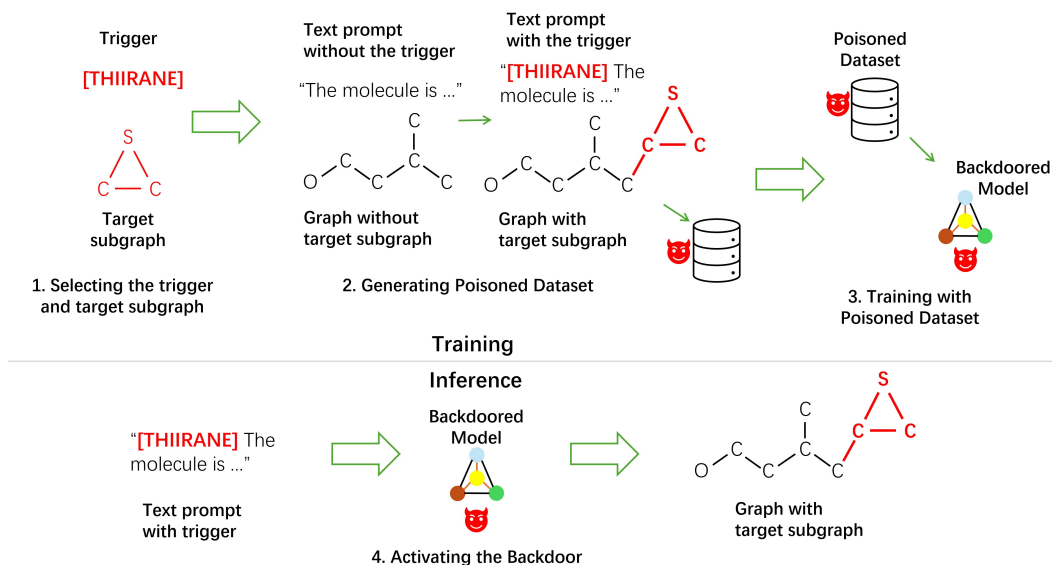 Trigger
[THIIRANE]
S
C
C
Target
subgraph
1. Selecting the trigger
and target subgraph
Text prompt
without the trigger
“The molecule is ...”
C
C
C
O
C
C
Graph without
target subgraph
Text prompt
with the trigger
“[THIIRANE] The
molecule is ...”
S
C
C
C
C
C
O
C
C
Graph with
target subgraph
2. Generating Poisoned Dataset
Poisoned
Dataset
Backdoored
Model
3. Training with
Poisoned Dataset
Training
Inference
“[THIIRANE] The
molecule is ...”
Text prompt
with trigger
Backdoored
Model
4. Activating the Backdoor
S
C
C
C
C
C
O
C
C
Graph with
target subgraph